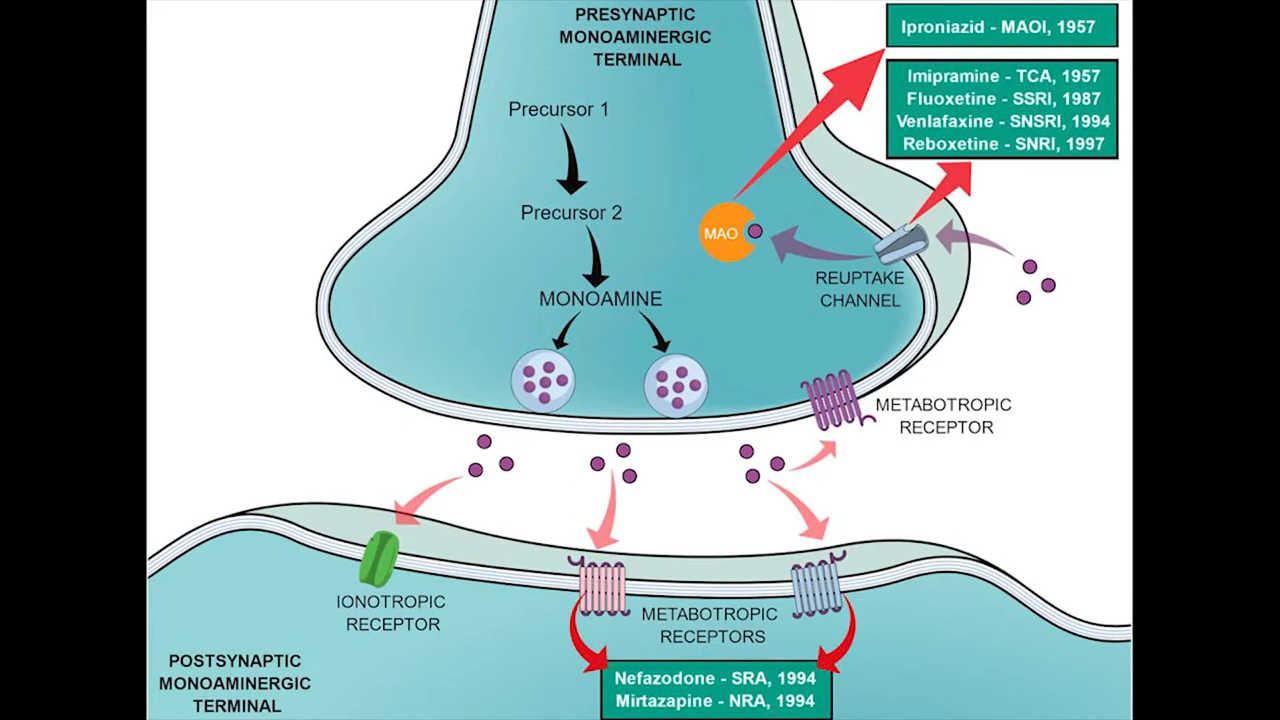 PRESYNAPTIC
MONOAMINERGIC
TERMINAL
Iproniazid - MAOI, 1957
Imipramine - TCA, 1957
Fluoxetine - SSRI, 1987
Venlafaxine - SNSRI, 1994
Reboxetine - SNRI, 1997
Precursor 1
Precursor 2
MAO
REUPTAKE
CHANNEL
MONOAMINE
METABOTROPIC
RECEPTOR
IONOTROPIC
RECEPTOR
METABOTROPIC
RECEPTORS
POSTSYNAPTIC
MONOAMINERGIC
TERMINAL
Nefazodone - SRA, 1994
Mirtazapine - NRA, 1994